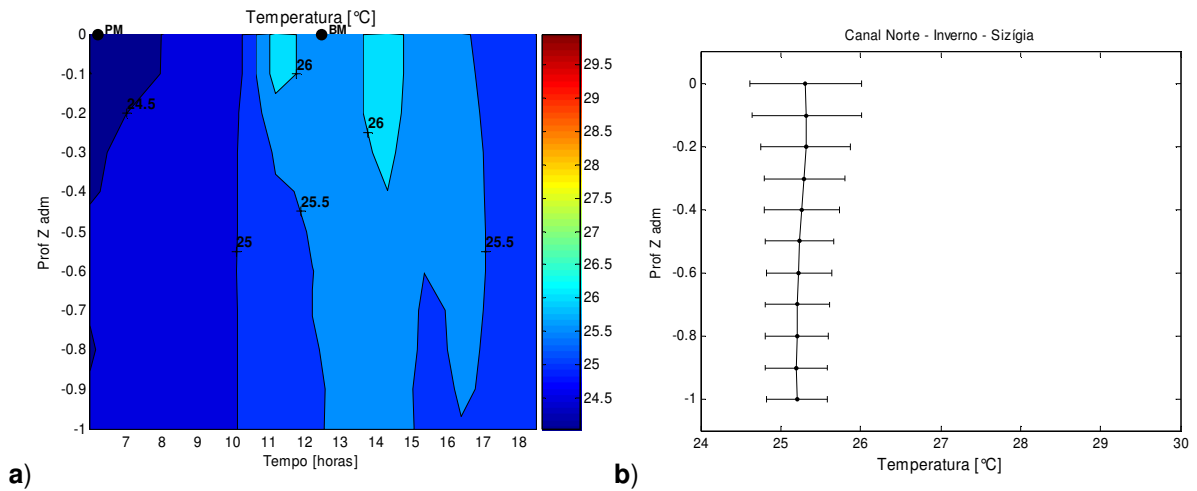 Temperatura [°C]
PM
BM
0
-0.1
-0.2
-0.3
-0.4
-0.5
-0.6
-0.7
-0.8
-0.9
-1
Prof Z adm
24.5
25
25.5
26
26
25.5
7 8 9 10 11 12 13 14 15 16 17 18
Tempo [horas]
29.5
29
28.5
28
27.5
27
26.5
26
25.5
25
24.5
a)
Canal Norte - Inverno - Sizígia
0
-0.2
-0.4
-0.6
-0.8
-1
Prof Z adm
24 25 26 27 28 29 30
Temperatura [°C]
b)